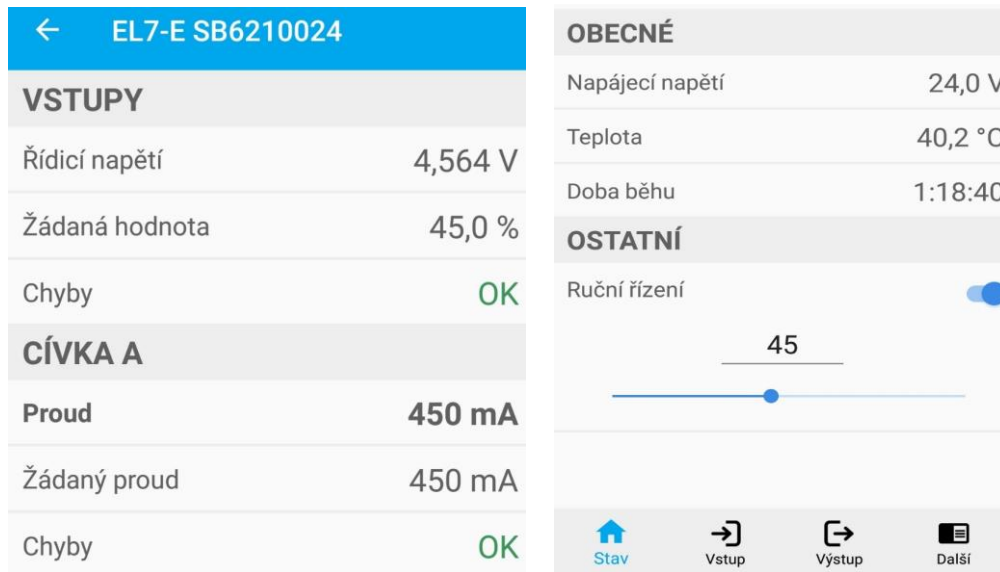 EL7-E SB6210024
VSTUPY
Řídicí napětí 4,564 V
Žádaná hodnota 45,0 %
Chyby OK
CÍVKA A
Proud 450 mA
Žádaný proud 450 mA
Chyby OK
OBECNÉ
Napájecí napětí 24,0 V
Teplota 40,2 °C
Doba běhu 1:18:40
OSTATNÍ
Ruční řízení
45
Stav Vstup Výstup Další